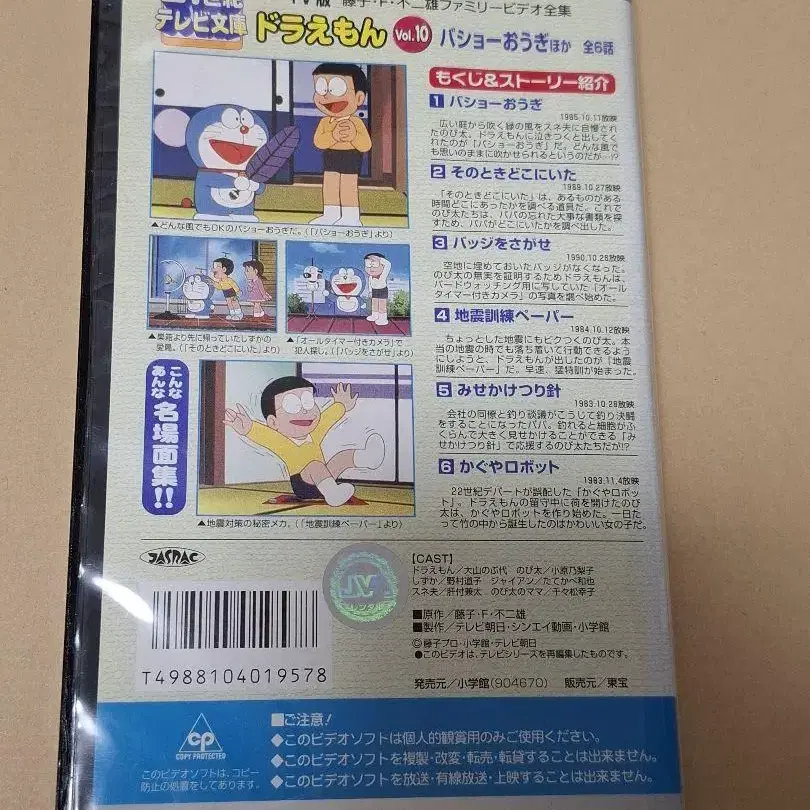 TV版 藤子・F・不二雄ファミリービデオ全集
テレビ文庫 ドラえもん Vol.10 バショーおうぎほか 全6話
▲どんな風でもOKのバショーおうぎだ。(「バショーおうぎ」より)
▲「オールタイマー付きカメラ」で
犯人探し。(「バッジをさがせ」より)
こんな
あんな
名場面集!!
▲地震対策の秘密メカ。(「地震訓練ペーパー」より)
もくじ&ストーリー紹介
1 バショーおうぎ
1985.10.11放映
広い庭から吹く緑の風をスネ夫に自慢され
たのび太、ドラえもんに泣きつくと出してく
れたのが「バショーおうぎ」だ。どんな風で
も思いのままに吹かせられるというのだが…!?
2 そのときどこにいた
1989.10.27放映
「そのときどこにいた」は、あるものがある
時間どこにあったかを調べる道具だ。これで
のび太たちは、パパの忘れた大事な書類を探
すため、パパがどこにいたかを調べ出した。
3 バッジをさがせ
1990.10.26放映
空地に埋めておいたバッジがなくなった。
のび太の無実を証明するためドラえもんは、
バードウォッチング用に写していた「オール
タイマー付きカメラ」の写真を調べ始めた。
4 地震訓練ペーパー
1984.10.12放映
ちょっとした地震にもビクつくのび太。本
当の地震の時でも落ち着いて行動できるよう
にしようと、ドラえもんが出したのが「地震
訓練ペーパー」だ。早速、猛特訓が始まった。
5 みせかけつり針
1983.10.28放映
会社の同僚と釣り談議がこうじて釣り決闘
をすることになったパパ。釣れると細胞がふ
くらんで大きく見せかけることができる「み
せかけつり針」で応援するのび太たちだが!?
6 かぐやロボット
1983.11.4放映
22世紀デパートが誤配した「かぐやロボッ
ト」。ドラえもんの留守中に荷を開けたのび
太は、かぐやロボットを作り始めた。一日た
って竹の中から誕生したのはかわいい女の子だ。
JASRAC
JV
レンタル
【CAST】
ドラえもん/大山のぶ代 のび太/小原乃梨子
しずか/野村道子 ジャイアン/たてかべ和也
スネ夫/肝付兼太 のび太のママ/千々松幸子
■原作/藤子・F・不二雄
■製作/テレビ朝日・シンエイ動画・小学館
©藤子プロ・小学館・テレビ朝日
●このビデオは、テレビシリーズを再編集したものです。
発売元/小学館(904670) 販売元/東宝
T4988104019578
CP
COPY PROTECTED
このビデオソフトは、コピー
防止の処置をしてあります。
■ご注意!
◆このビデオソフトは個人的観賞用のみご使用ください。
◆このビデオソフトを複製・改変・転売・転貸することは出来ません。
◆このビデオソフトを放送・有線放送・上映することは出来ません。